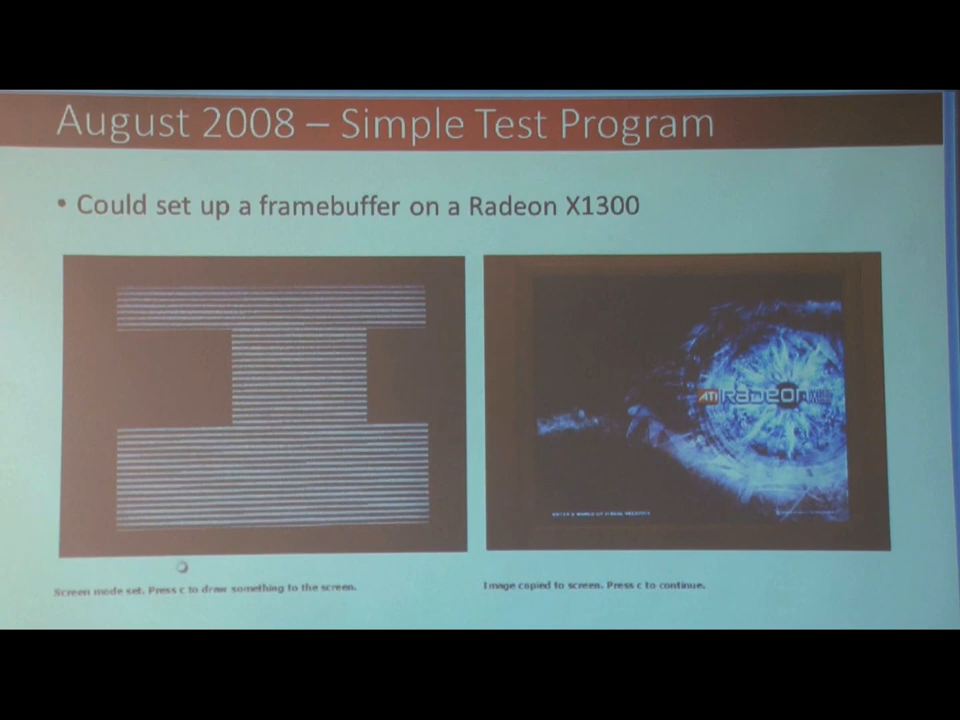 August 2008 – Simple Test Program
• Could set up a framebuffer on a Radeon X1300
ATI RADEON
Screen mode set. Press c to draw something to the screen.
Image copied to screen. Press c to continue.